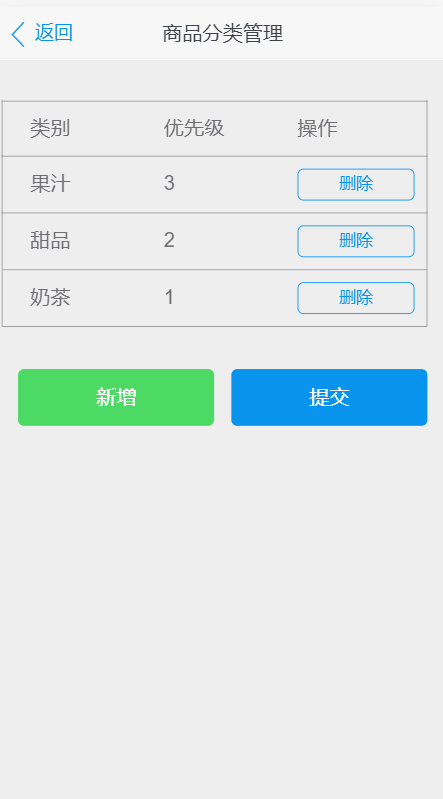 返回 商品分类管理
类别 优先级 操作
果汁 3 删除
甜品 2 删除
奶茶 1 删除
新增 提交